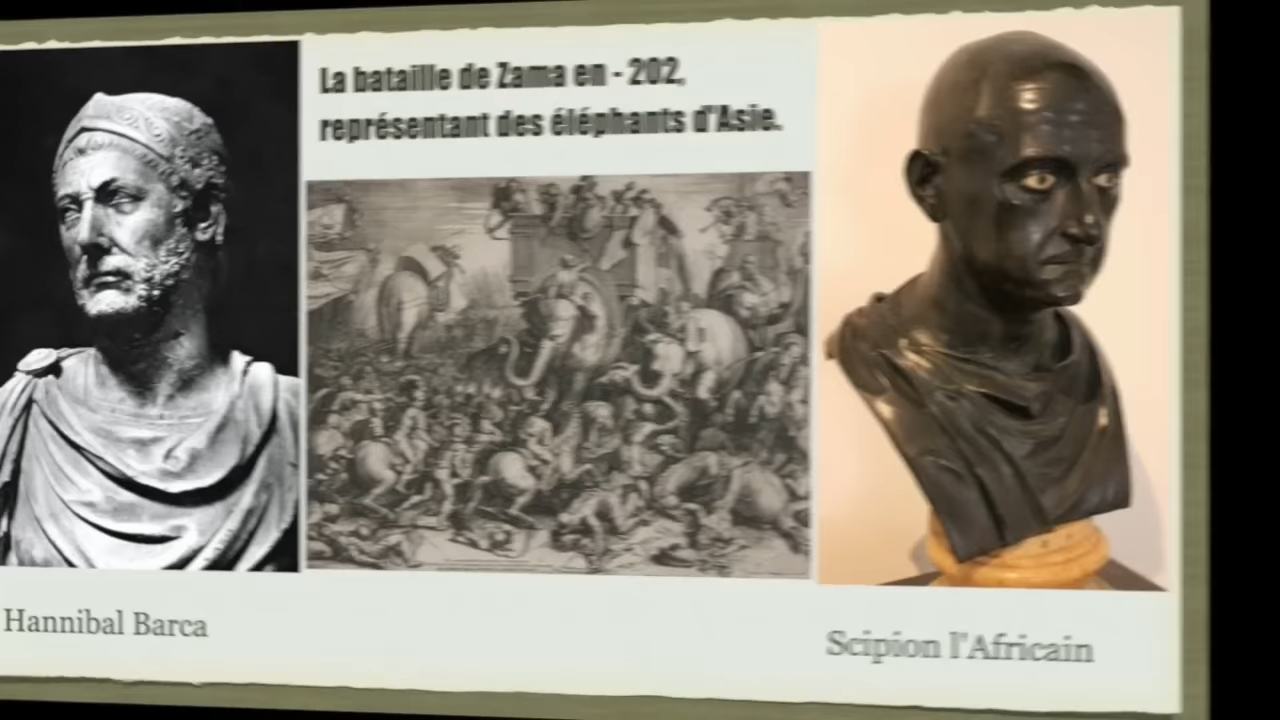 La bataille de Zama en - 202,
représentant des éléphants d'Asie.
Hannibal Barca
Scipion l'Africain